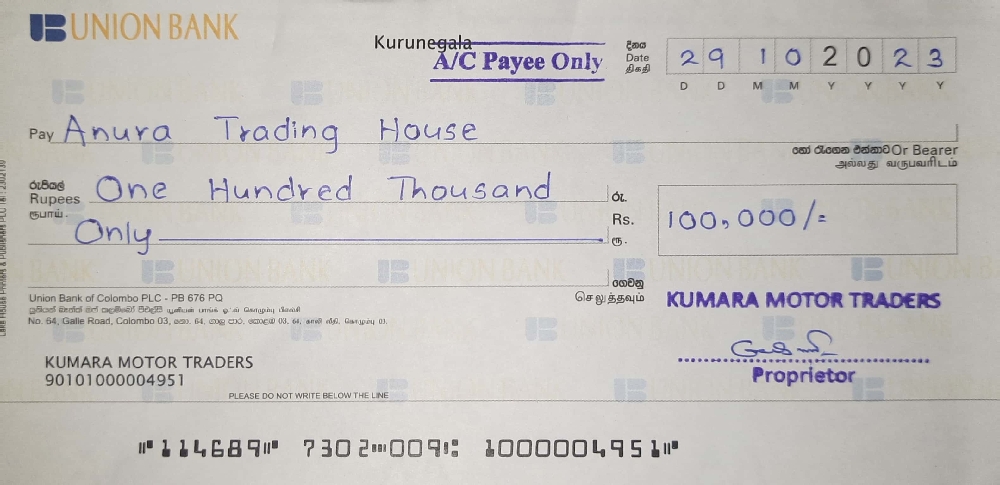 UNION BANK
Kurunegala
A/C Payee Only
දිනය
Date
திகதி
2 9 1 0 2 0 2 3
D D M M Y Y Y Y
Pay Anura Trading House
හෝ රැගෙන එන්නාට Or Bearer
அல்லது வருபவரிடம்
රුපියල්
Rupees One Hundred Thousand
ரூபாய்
Only
රු.
Rs. 100,000/=
ரூ.
ගෙවනු
செலுத்தவும்
Union Bank of Colombo PLC - PB 676 PQ
No. 64, Galle Road, Colombo 03,
KUMARA MOTOR TRADERS
KUMARA MOTOR TRADERS
90101000004951
Proprietor
PLEASE DO NOT WRITE BELOW THE LINE
⑈114689⑈ 7302⑉009⑆ 1000004951⑈